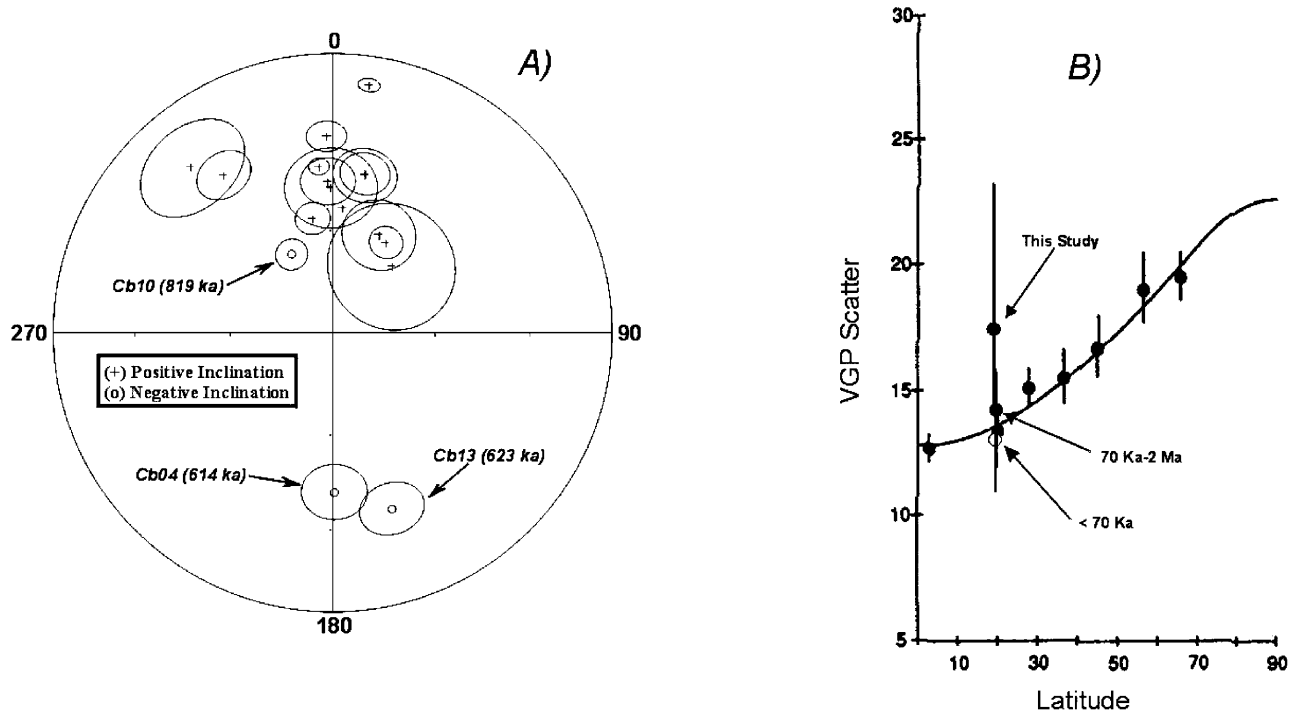 A)
0
270
90
180
Cb10 (819 ka)
(+) Positive Inclination
(o) Negative Inclination
Cb04 (614 ka)
Cb13 (623 ka)
B)
VGP Scatter
30
25
20
15
10
5
This Study
70 Ka-2 Ma
< 70 Ka
10 30 50 70 90
Latitude